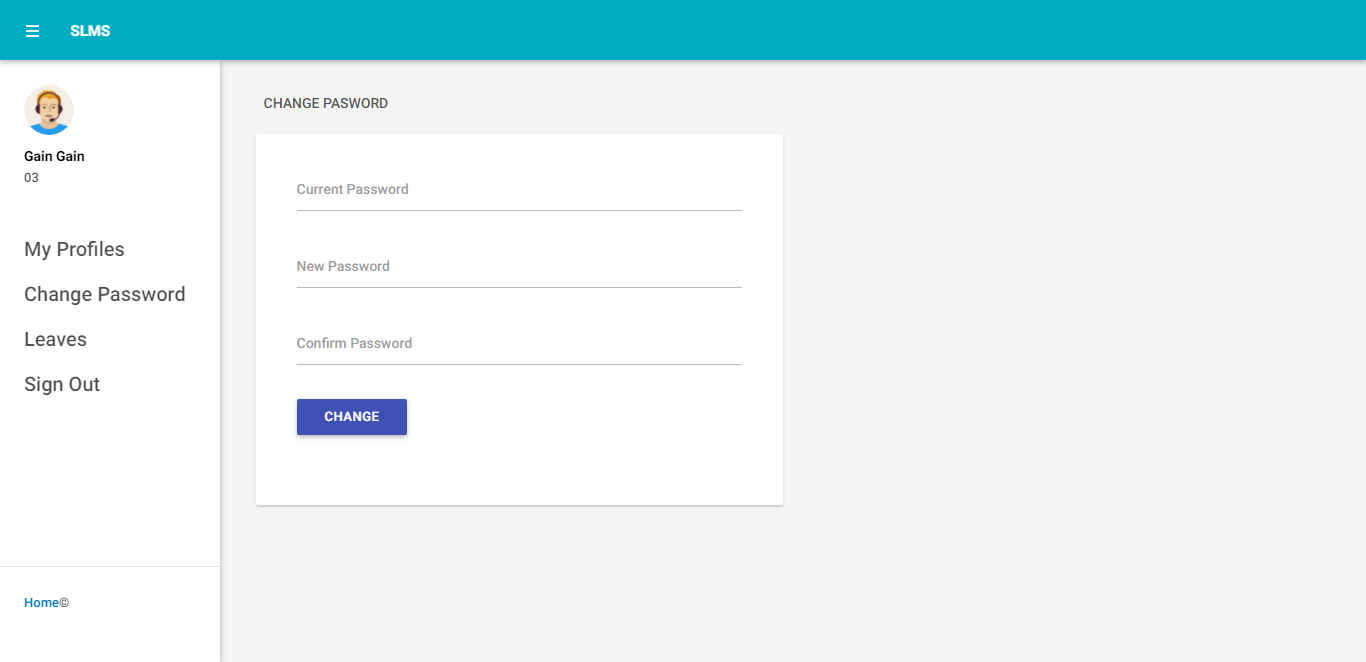 SLMS
Gain Gain
03
My Profiles
Change Password
Leaves
Sign Out
Home©
CHANGE PASWORD
Current Password
New Password
Confirm Password
CHANGE